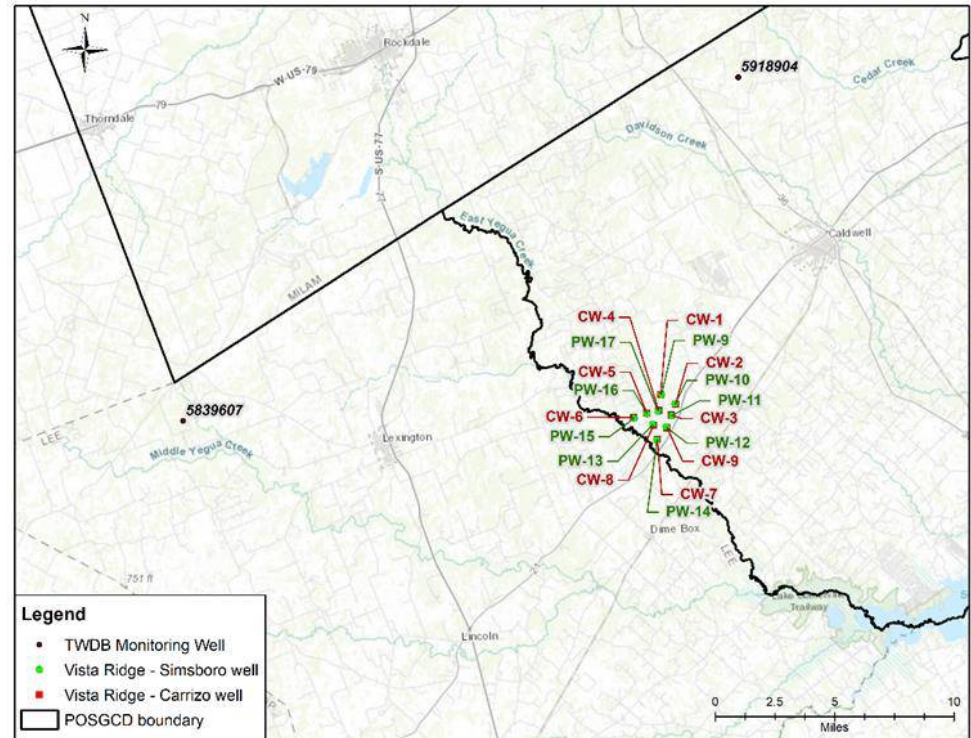 N
Rockdale
W-US-79
79
Thorndale
S-US-77
77
5918904
Cedar Creek
Davidson Creek
36
Caldwell
East Yegua Creek
MILAM
CW-4
CW-1
PW-17
PW-9
CW-5
CW-2
PW-16
PW-10
PW-11
CW-6
CW-3
PW-15
PW-12
PW-13
CW-9
CW-8
CW-7
PW-14
5839607
LEE
Middle Yegua Creek
Lexington
Dime Box
LEE
21
751 ft
Lincoln
Trailway
Legend
TWDB Monitoring Well
Vista Ridge - Simsboro well
Vista Ridge - Carrizo well
POSGCD boundary
0 2.5 5 10
Miles